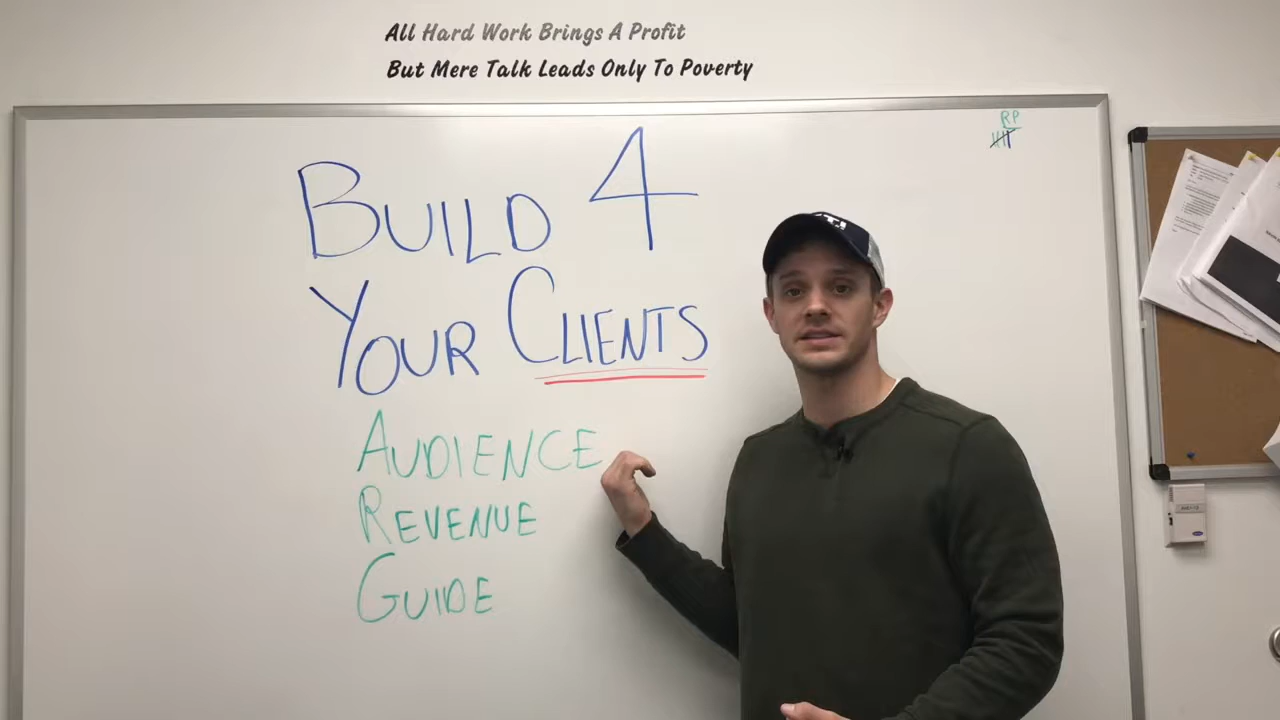 All Hard Work Brings A Profit
But Mere Talk Leads Only To Poverty
RP
BUILD 4
YOUR CLIENTS
AUDIENCE
REVENUE
GUIDE